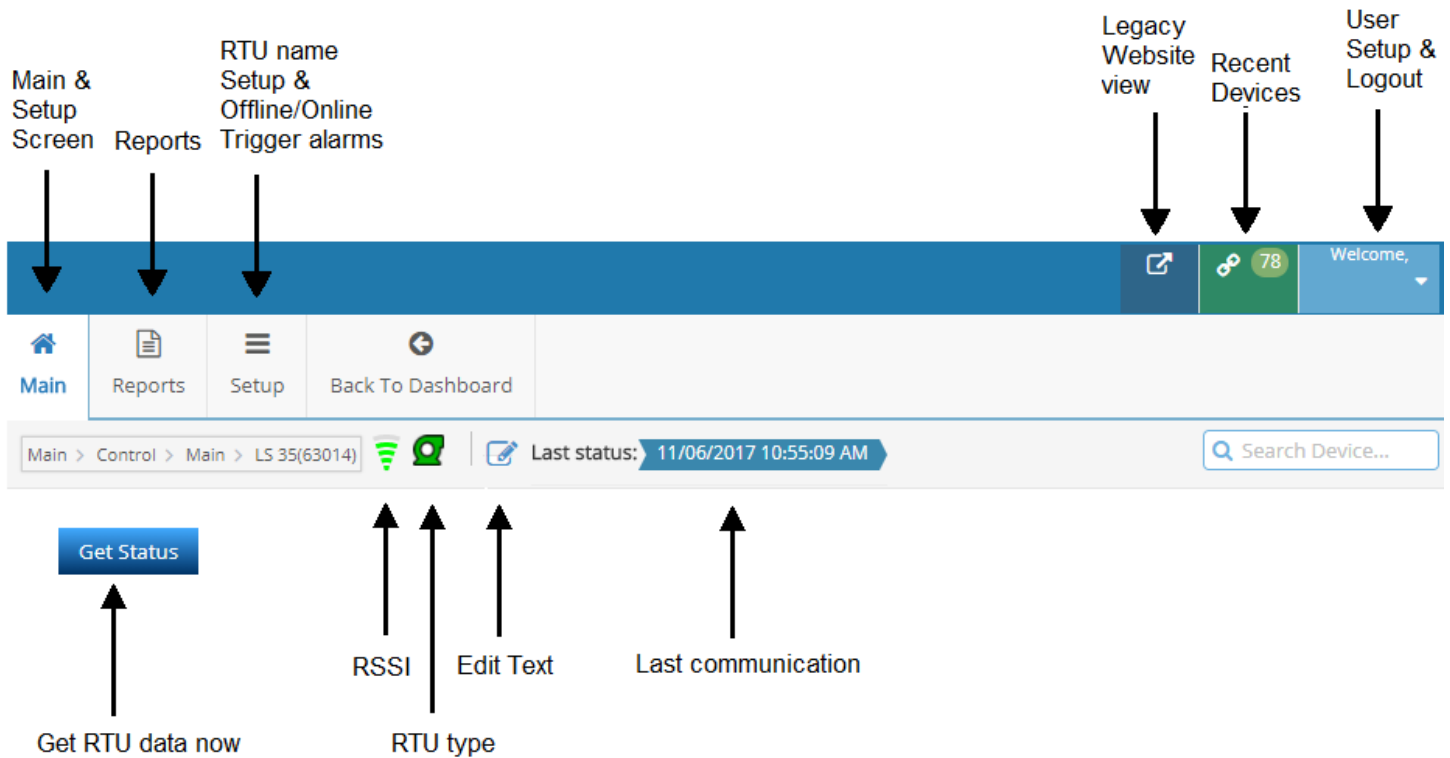 Main &
Setup
Screen
Reports
RTU name
Setup &
Offline/Online
Trigger alarms
Legacy
Website
view
Recent
Devices
User
Setup &
Logout
78
Welcome,
Main
Reports
Setup
Back To Dashboard
Main > Control > Main > LS 35(63014)
Last status: 11/06/2017 10:55:09 AM
Search Device...
Get Status
RSSI
Edit Text
Last communication
Get RTU data now
RTU type